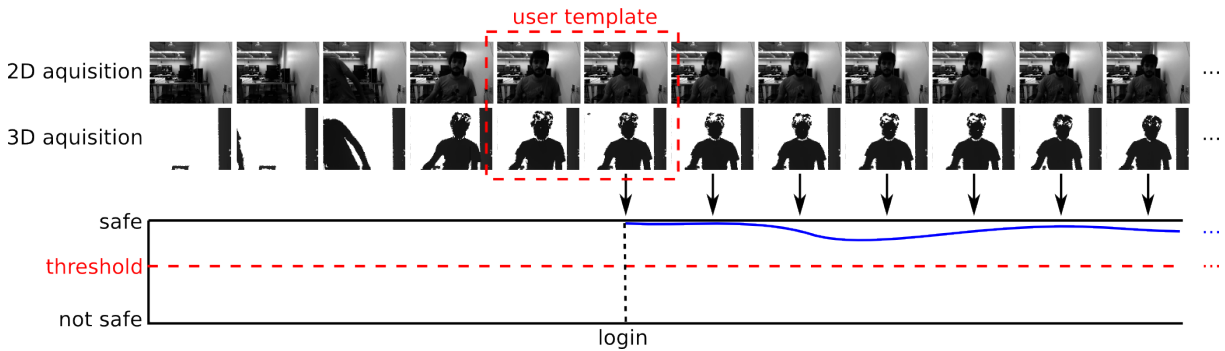 user template
2D aquisition
...
3D aquisition
...
safe
...
threshold
...
not safe
login